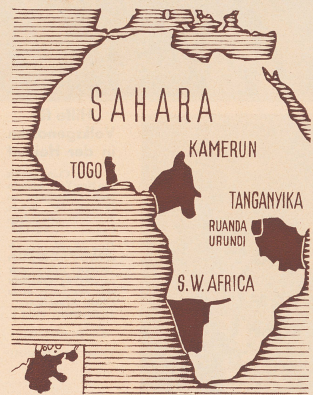 SAHARA
KAMERUN
TOGO
TANGANYIKA
RUANDA
URUNDI
S.W. AFRICA